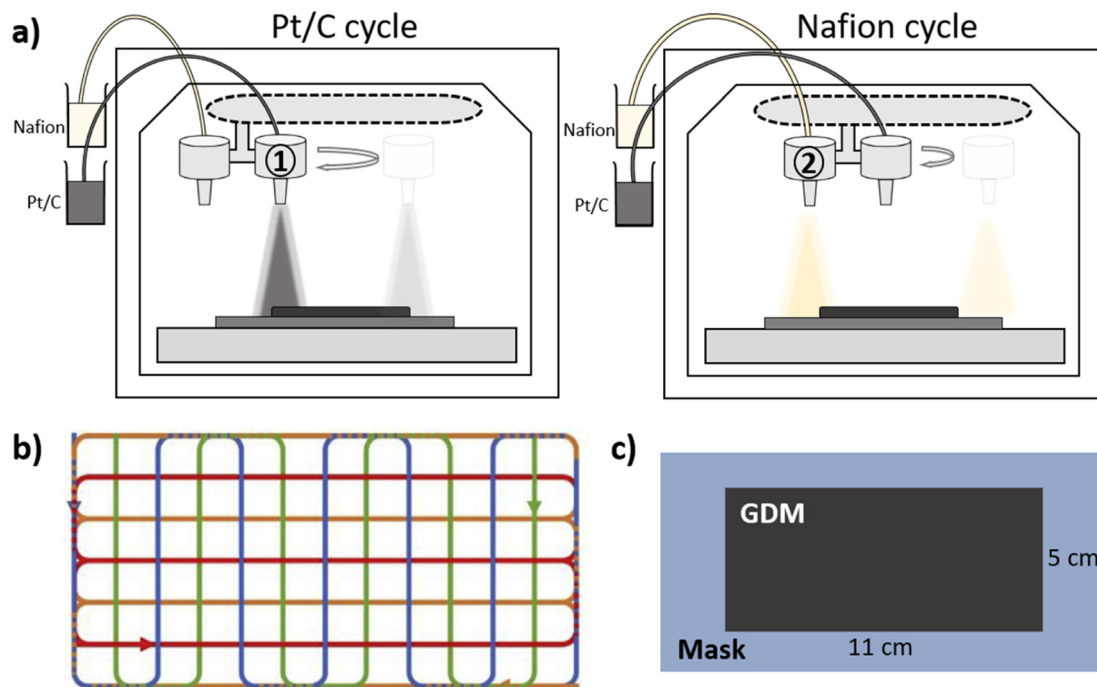 a)
Pt/C cycle
Nafion cycle
Nafion
Pt/C
1
Nafion
Pt/C
2
b)
c)
GDM
5 cm
Mask
11 cm